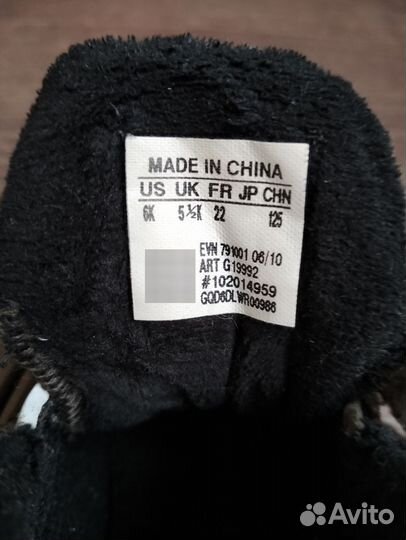 MADE IN CHINA
US UK FR JP CHN
6K 5½K 22 125
EVN 791001 06/10
ART G19992
#102014959
GQD6DLWR00986
Avito